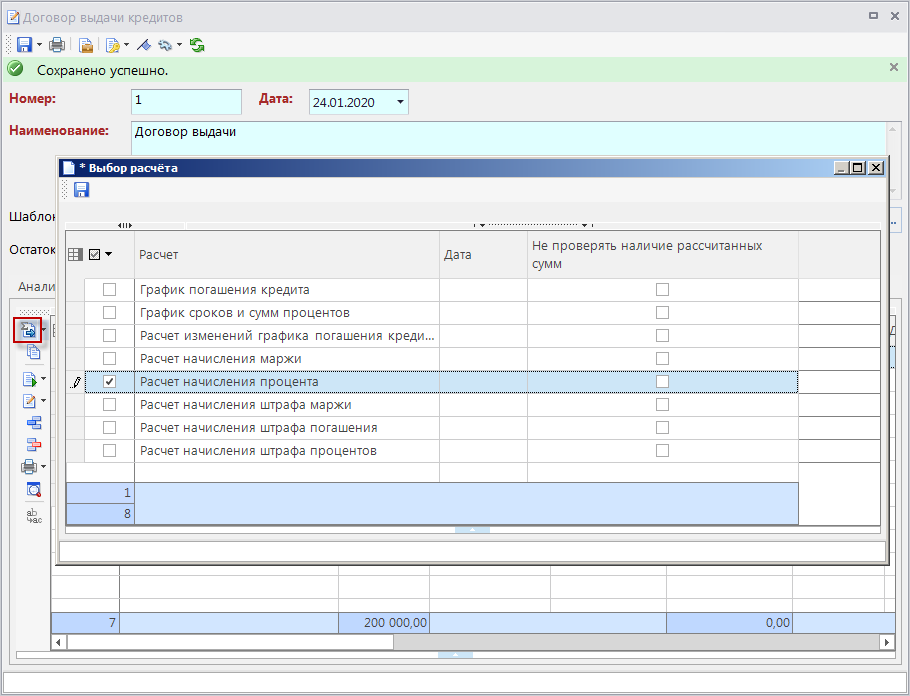 Договор выдачи кредитов
Сохранено успешно.
Номер: 1 Дата: 24.01.2020
Наименование: Договор выдачи
* Выбор расчёта
Шаблон
Остаток
Анали
Расчет Дата Не проверять наличие рассчитанных
сумм
График погашения кредита
График сроков и сумм процентов
Расчет изменений графика погашения креди...
Расчет начисления маржи
Расчет начисления процента
Расчет начисления штрафа маржи
Расчет начисления штрафа погашения
Расчет начисления штрафа процентов
1
8
ab
ac
7 200 000,00 0,00